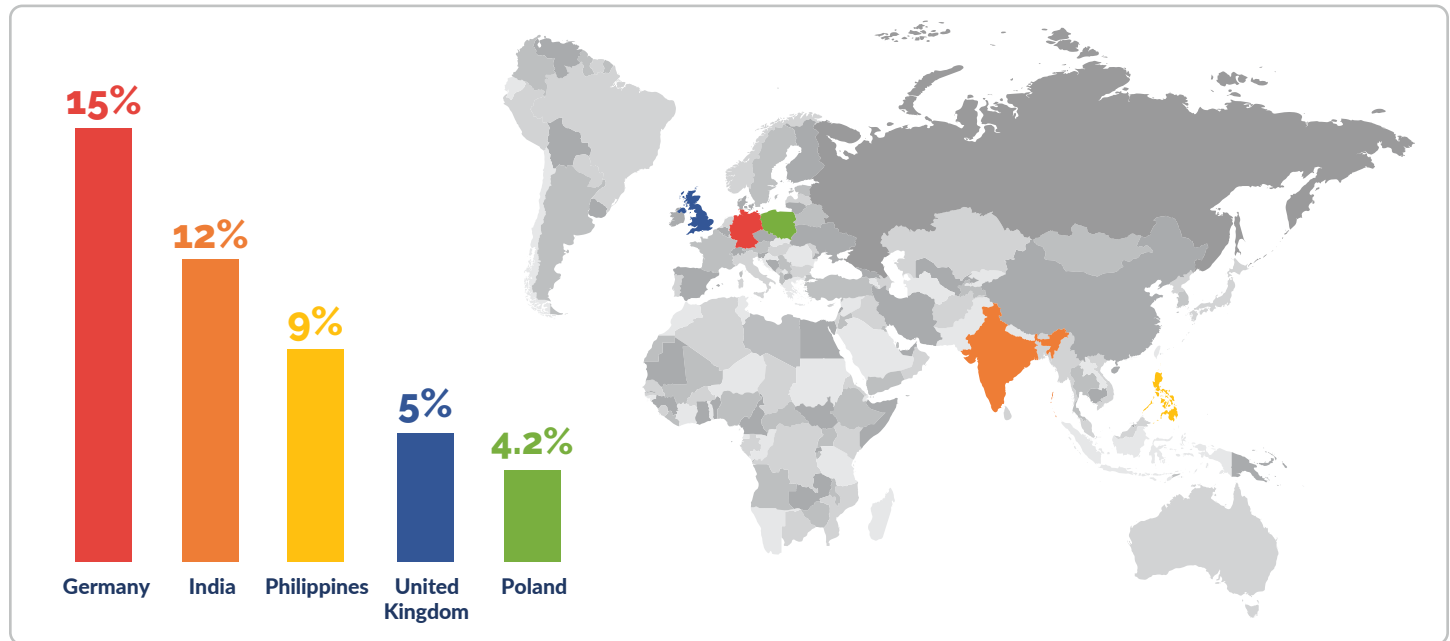 15%
12%
9%
5%
4.2%
Germany
India
Philippines
United
Kingdom
Poland